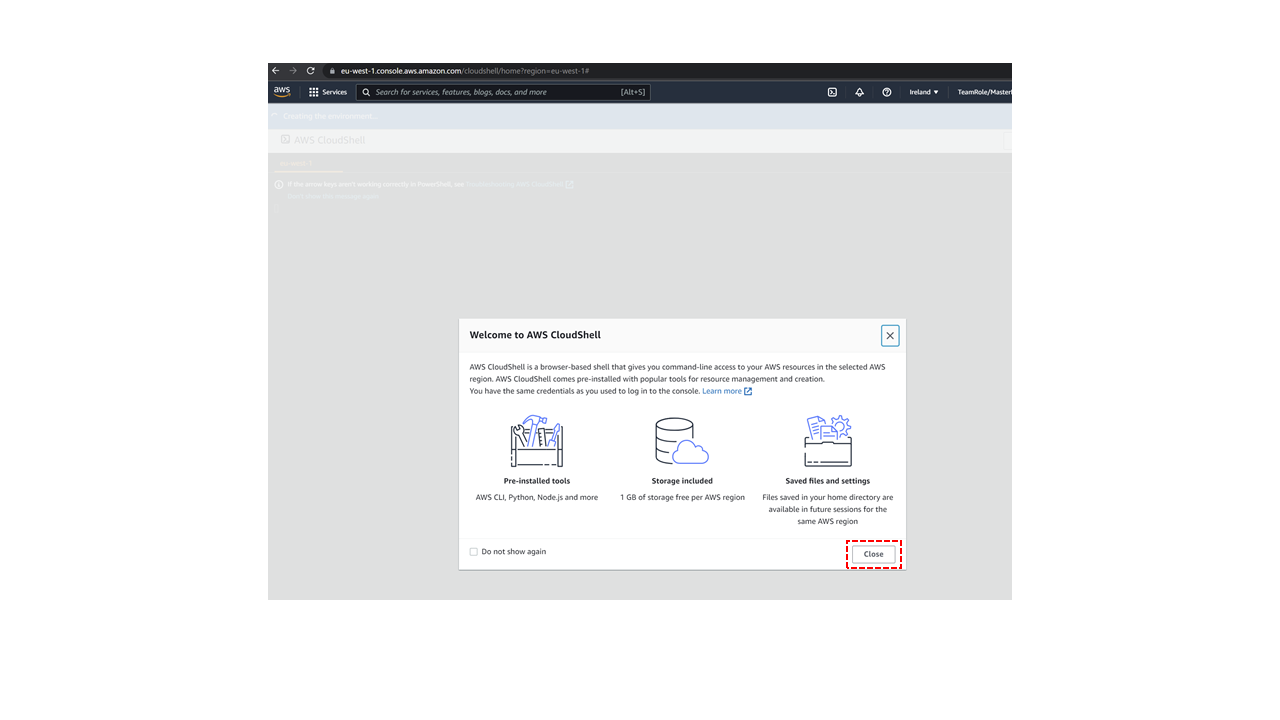 eu-west-1.console.aws.amazon.com/cloudshell/home?region=eu-west-1#
aws Services Search for services, features, blogs, docs, and more [Alt+S] Ireland ▼ TeamRole/Master
Creating the environment...
AWS CloudShell
eu-west-1
If the arrow keys aren't working correctly in PowerShell, see
Welcome to AWS CloudShell
AWS CloudShell is a browser-based shell that gives you command-line access to your AWS resources in the selected AWS
region. AWS CloudShell comes pre-installed with popular tools for resource management and creation.
You have the same credentials as you used to log in to the console. Learn more
Pre-installed tools
AWS CLI, Python, Node.js and more
Storage included
1 GB of storage free per AWS region
Saved files and settings
Files saved in your home directory are
available in future sessions for the
same AWS region
Do not show again
Close